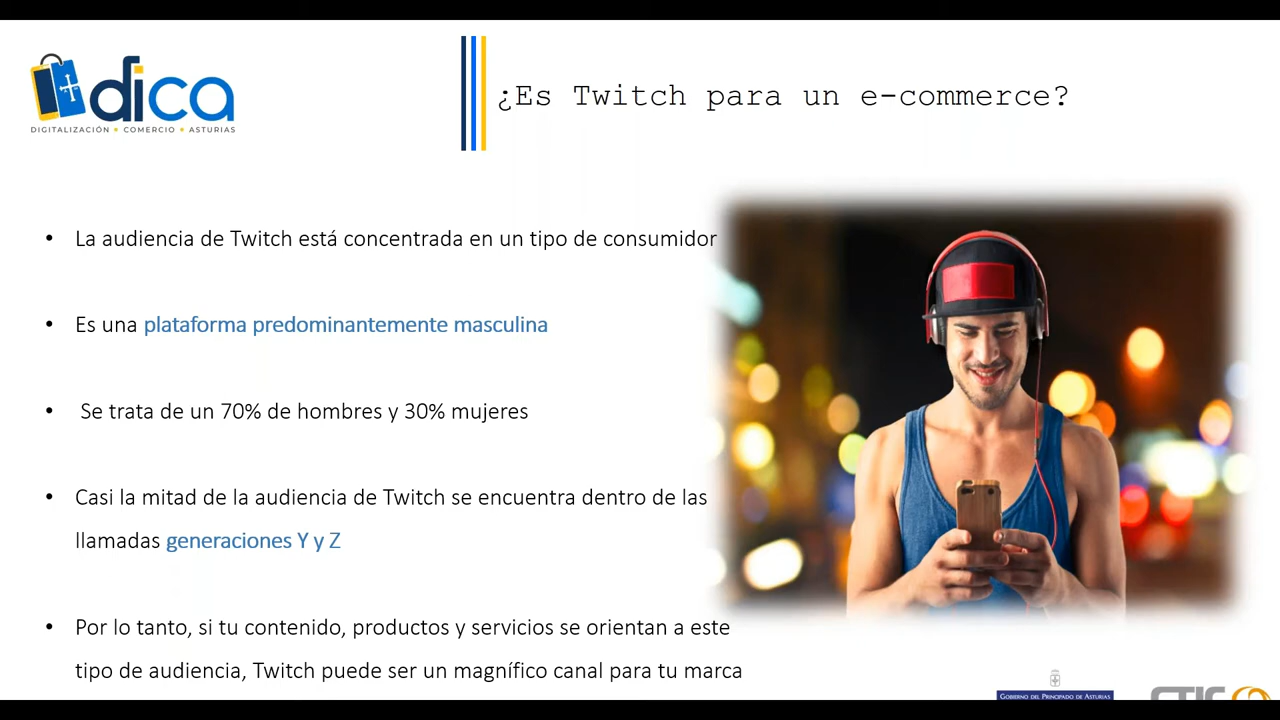 dica
DIGITALIZACIÓN • COMERCIO • ASTURIAS
¿Es Twitch para un e-commerce?
• La audiencia de Twitch está concentrada en un tipo de consumidor
• Es una plataforma predominantemente masculina
• Se trata de un 70% de hombres y 30% mujeres
• Casi la mitad de la audiencia de Twitch se encuentra dentro de las
llamadas generaciones Y y Z
• Por lo tanto, si tu contenido, productos y servicios se orientan a este
tipo de audiencia, Twitch puede ser un magnífico canal para tu marca
GOBIERNO DEL PRINCIPADO DE ASTURIAS